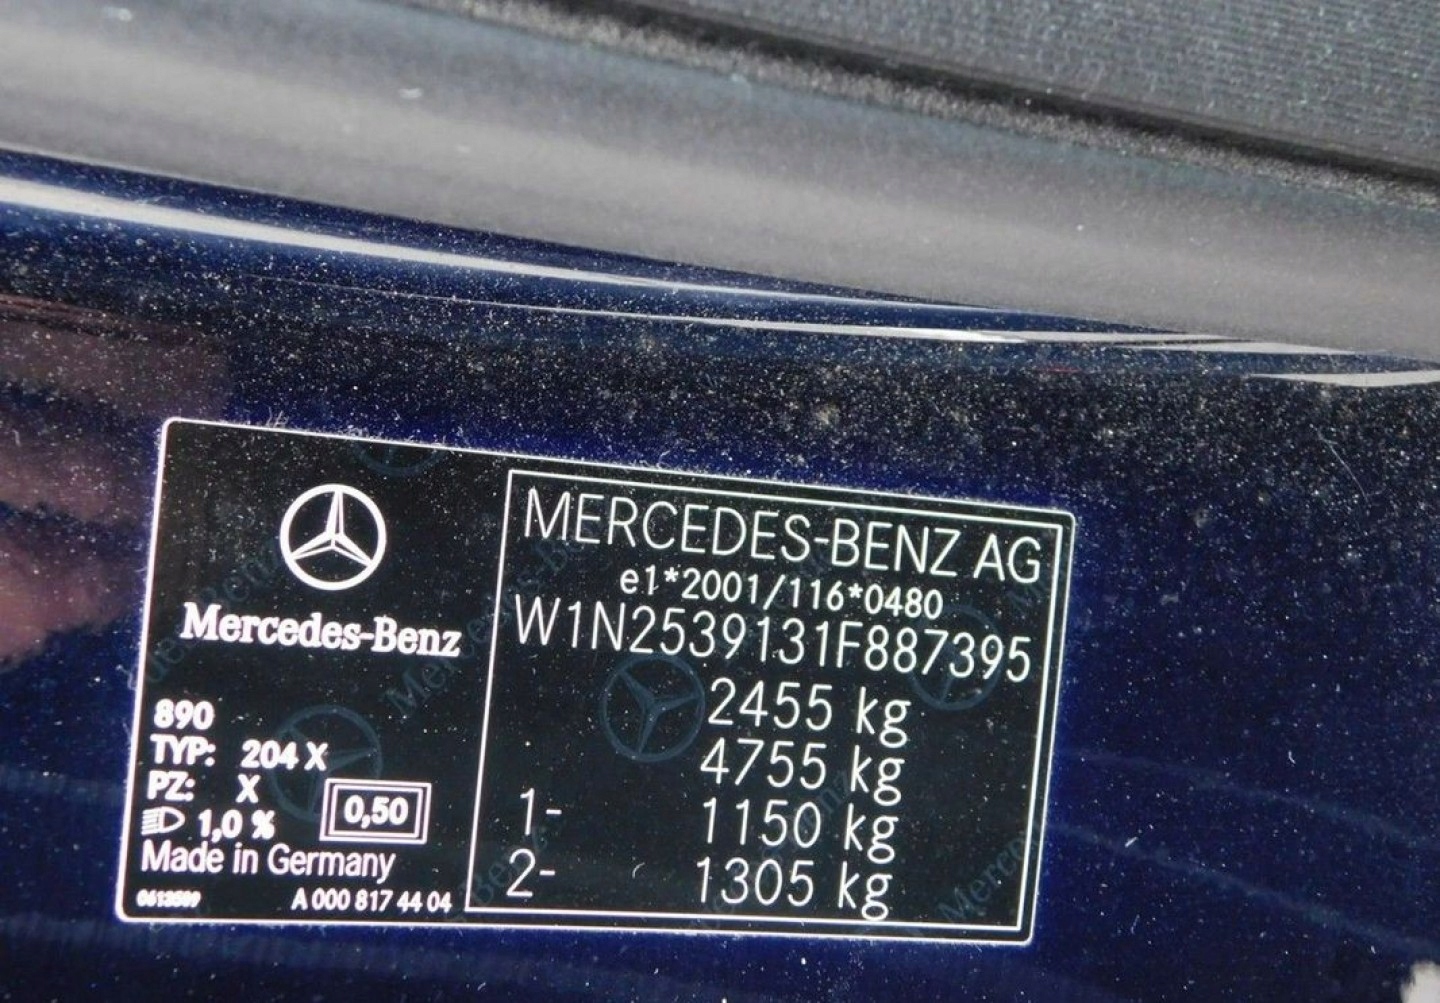 Mercedes-Benz
890
TYP: 204 X
PZ: X
1,0 %
0,50
Made in Germany
A 000 817 44 04
MERCEDES-BENZ AG
e1*2001/116*0480
W1N2539131F887395
2455 kg
4755 kg
1- 1150 kg
2- 1305 kg